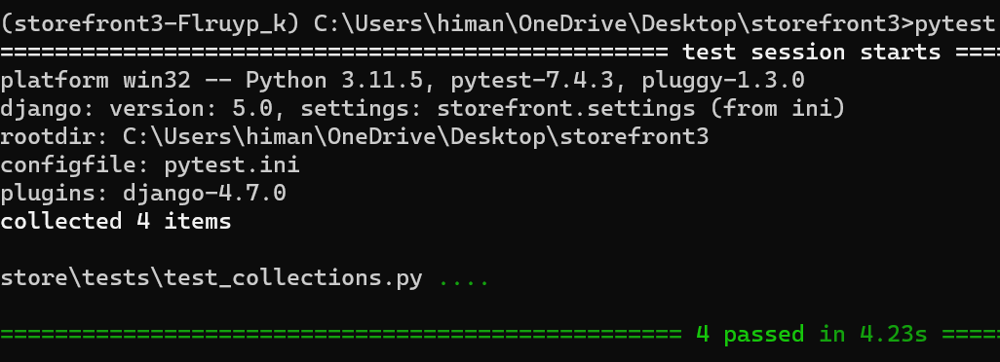 (storefront3-Flruyp_k) C:\Users\himan\OneDrive\Desktop\storefront3>pytest
================================================= test session starts ====
platform win32 -- Python 3.11.5, pytest-7.4.3, pluggy-1.3.0
django: version: 5.0, settings: storefront.settings (from ini)
rootdir: C:\Users\himan\OneDrive\Desktop\storefront3
configfile: pytest.ini
plugins: django-4.7.0
collected 4 items
store\tests\test_collections.py ....
================================================== 4 passed in 4.23s =====